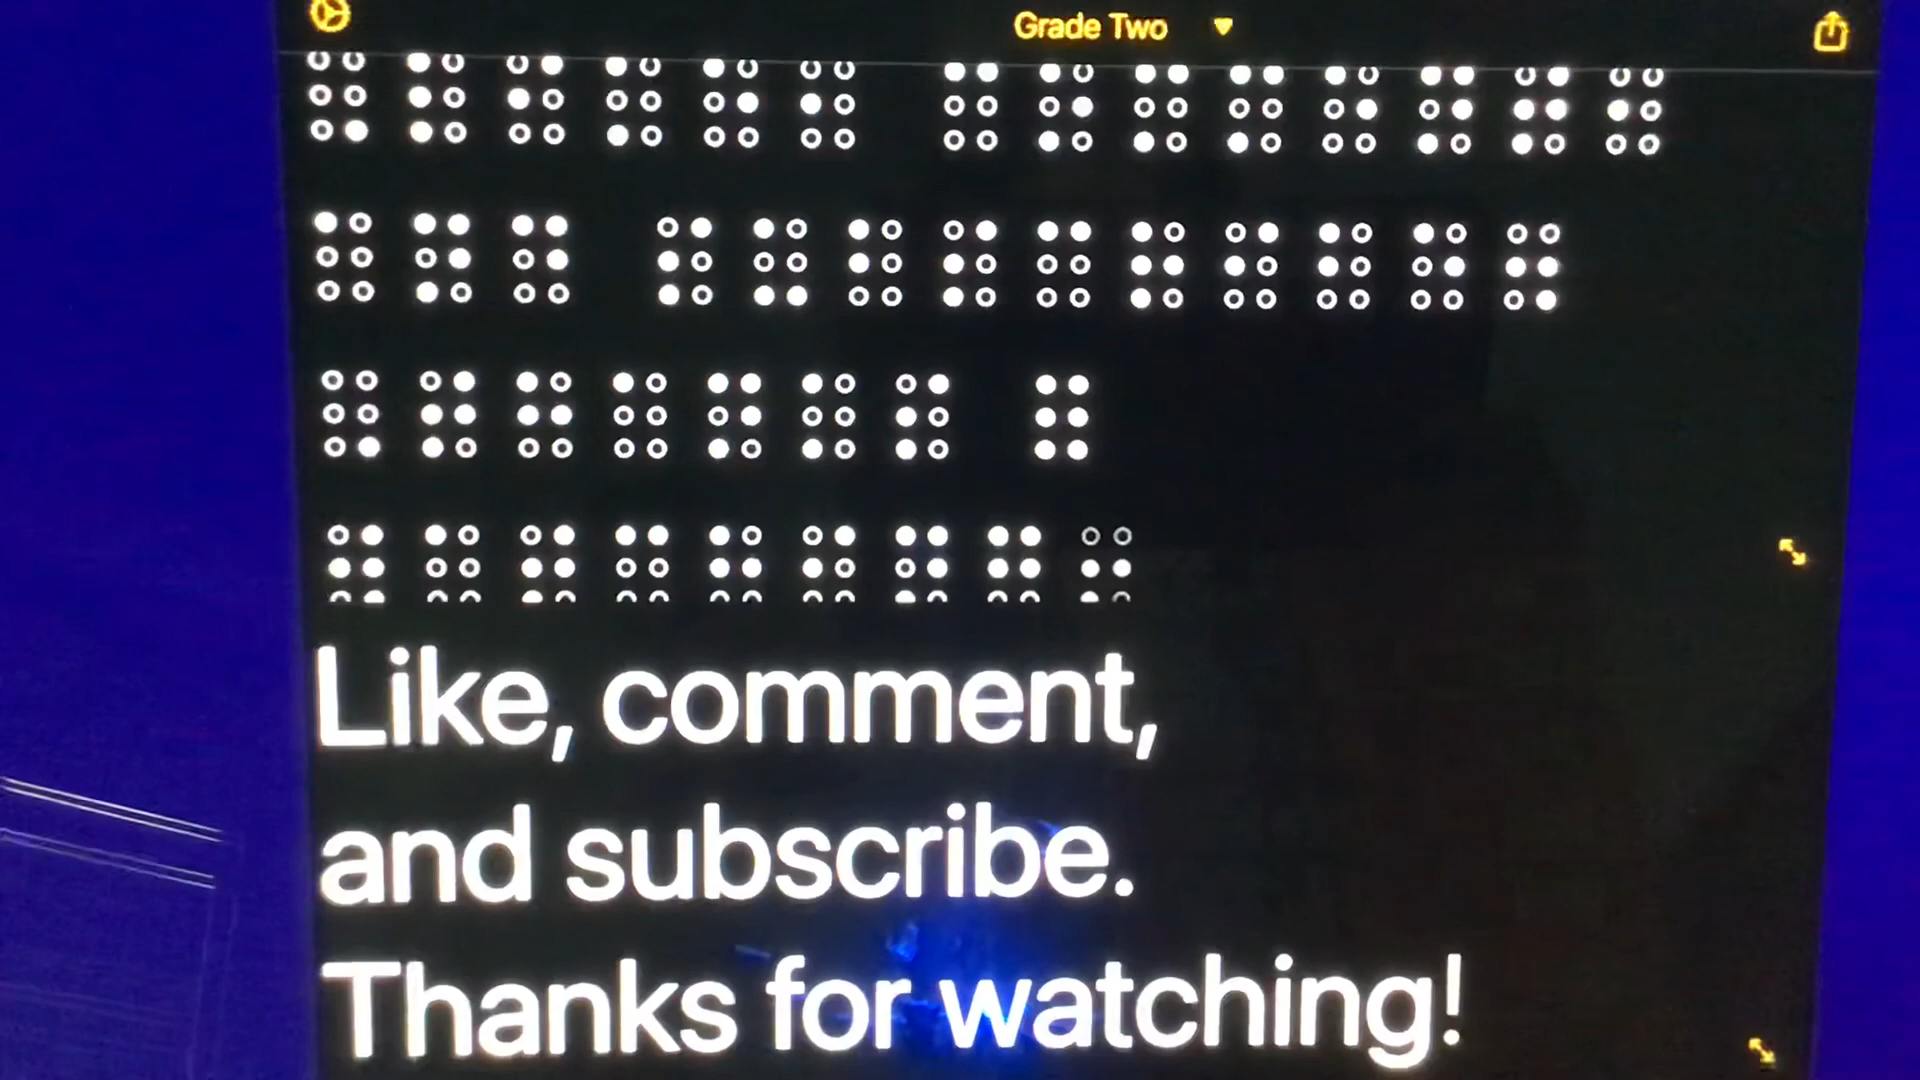 Grade Two
⠠⠇⠊⠅⠑⠂ ⠉⠕⠍⠍⠑⠝⠞⠂
⠁⠝⠙ ⠎⠥⠃⠎⠉⠗⠊⠃⠑⠲
⠠⠞⠓⠁⠝⠅⠎ ⠿
⠺⠁⠞⠉⠓⠊⠝⠛⠖
Like, comment,
and subscribe.
Thanks for watching!